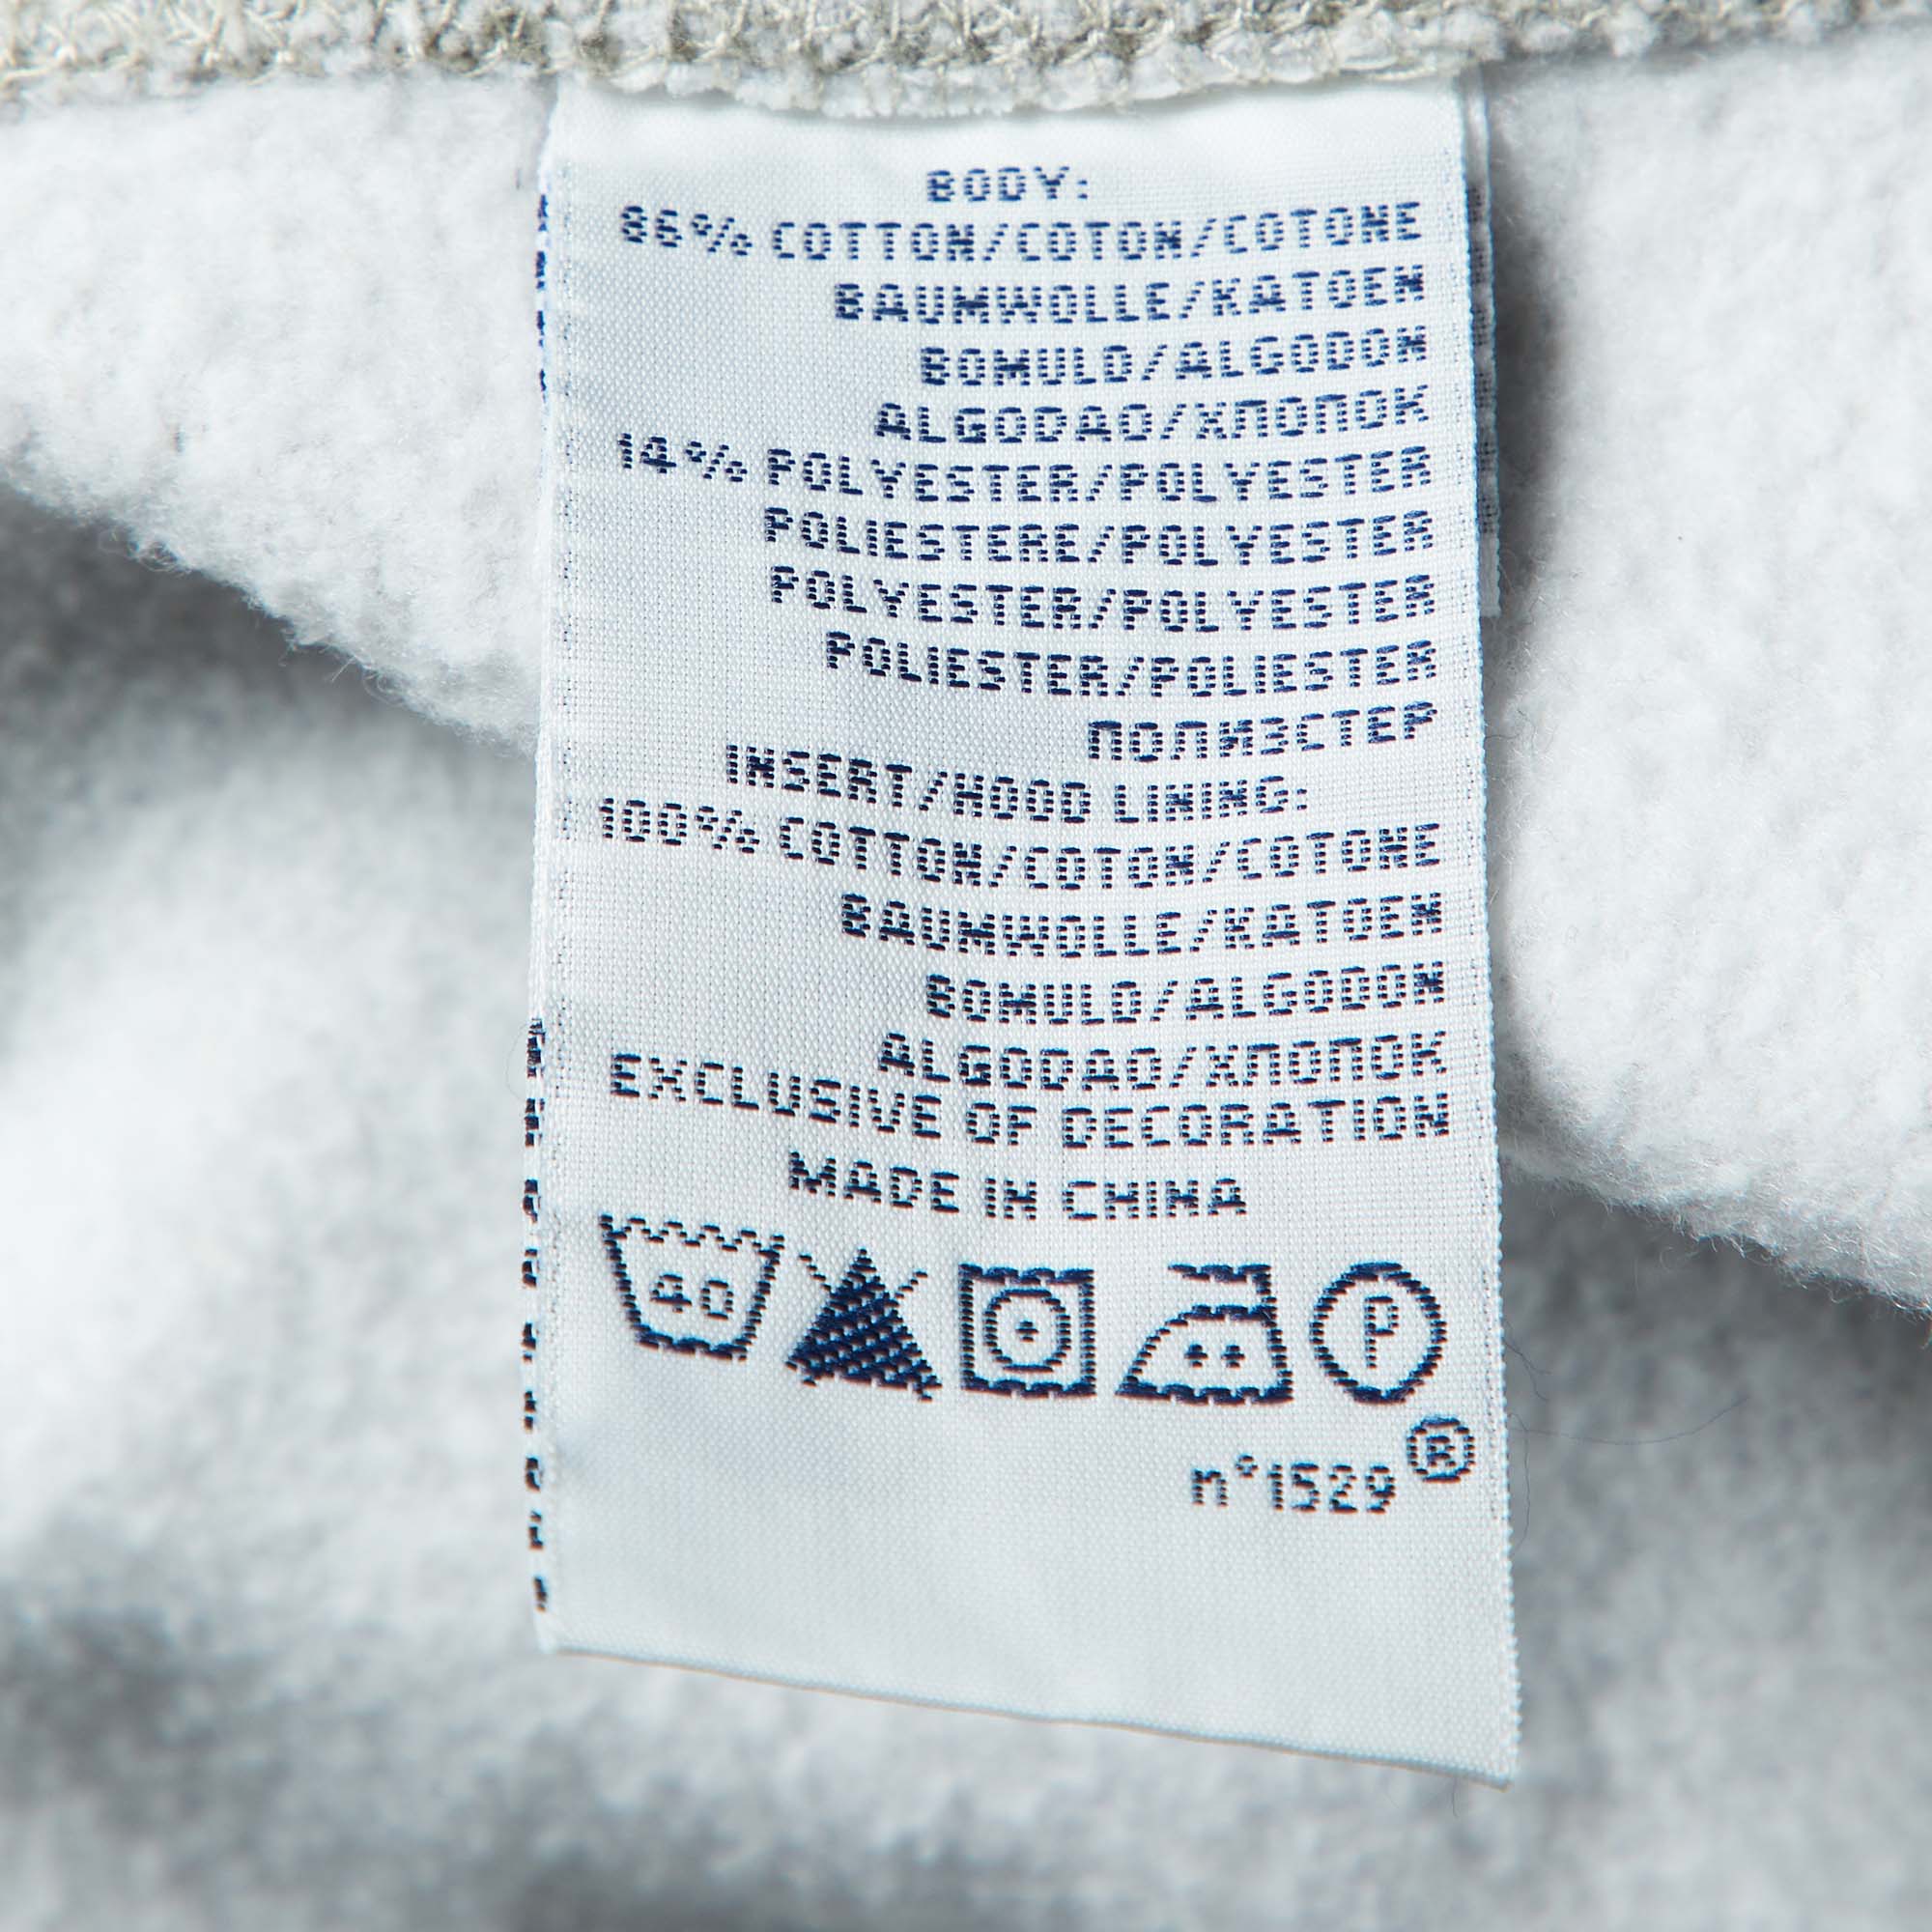 BODY:
86% COTTON/COTON/COTONE
BAUMWOLLE/KATOEN
BOMULD/ALGODON
ALGODAO/ХЛОПОК
14% POLYESTER/POLYESTER
POLIESTERE/POLYESTER
POLYESTER/POLYESTER
POLIESTER/POLIESTER
ПОЛИЭСТЕР
INSERT/HOOD LINING:
100% COTTON/COTON/COTONE
BAUMWOLLE/KATOEN
BOMULD/ALGODON
ALGODAO/ХЛОПОК
EXCLUSIVE OF DECORATION
MADE IN CHINA
40
P
n°1529®